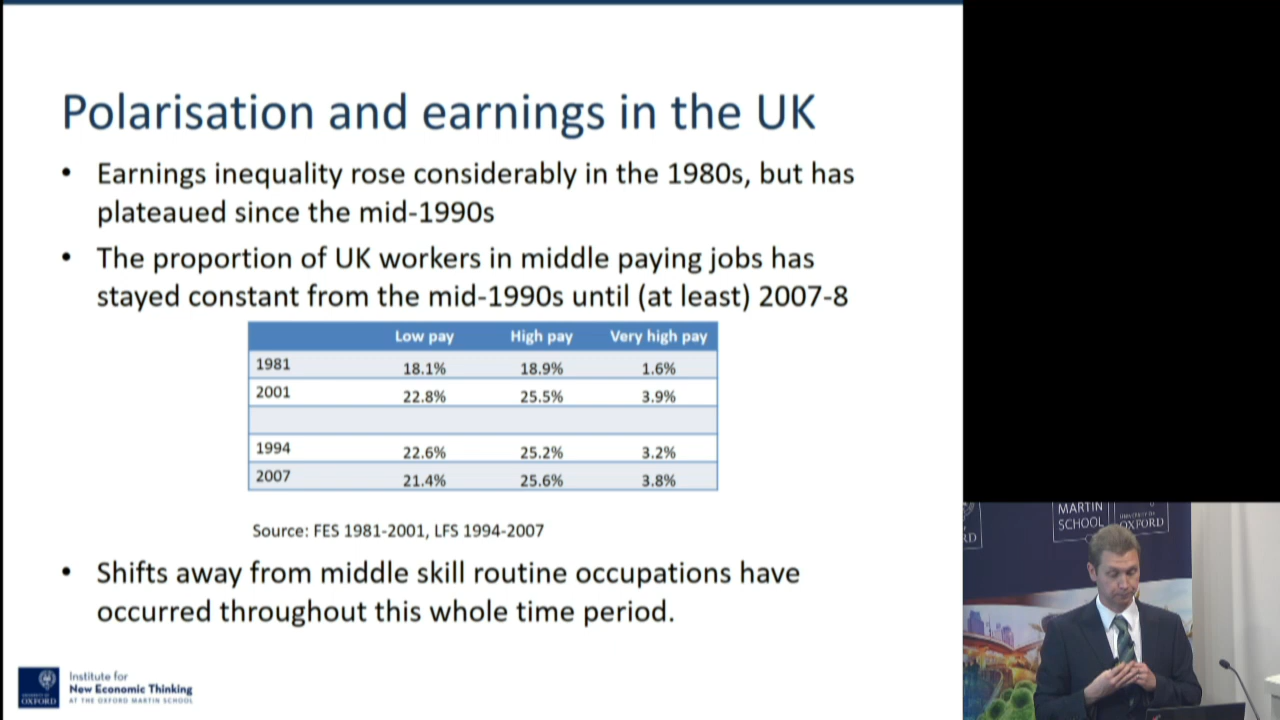 Polarisation and earnings in the UK
• Earnings inequality rose considerably in the 1980s, but has
plateaued since the mid-1990s
• The proportion of UK workers in middle paying jobs has
stayed constant from the mid-1990s until (at least) 2007-8
Low pay High pay Very high pay
1981 18.1% 18.9% 1.6%
2001 22.8% 25.5% 3.9%
1994 22.6% 25.2% 3.2%
2007 21.4% 25.6% 3.8%
Source: FES 1981-2001, LFS 1994-2007
• Shifts away from middle skill routine occupations have
occurred throughout this whole time period.
OXFORD
Institute for
New Economic Thinking
AT THE OXFORD MARTIN SCHOOL
RD
MARTIN
SCHOOL
UNIVERSITY OF
OXFORD